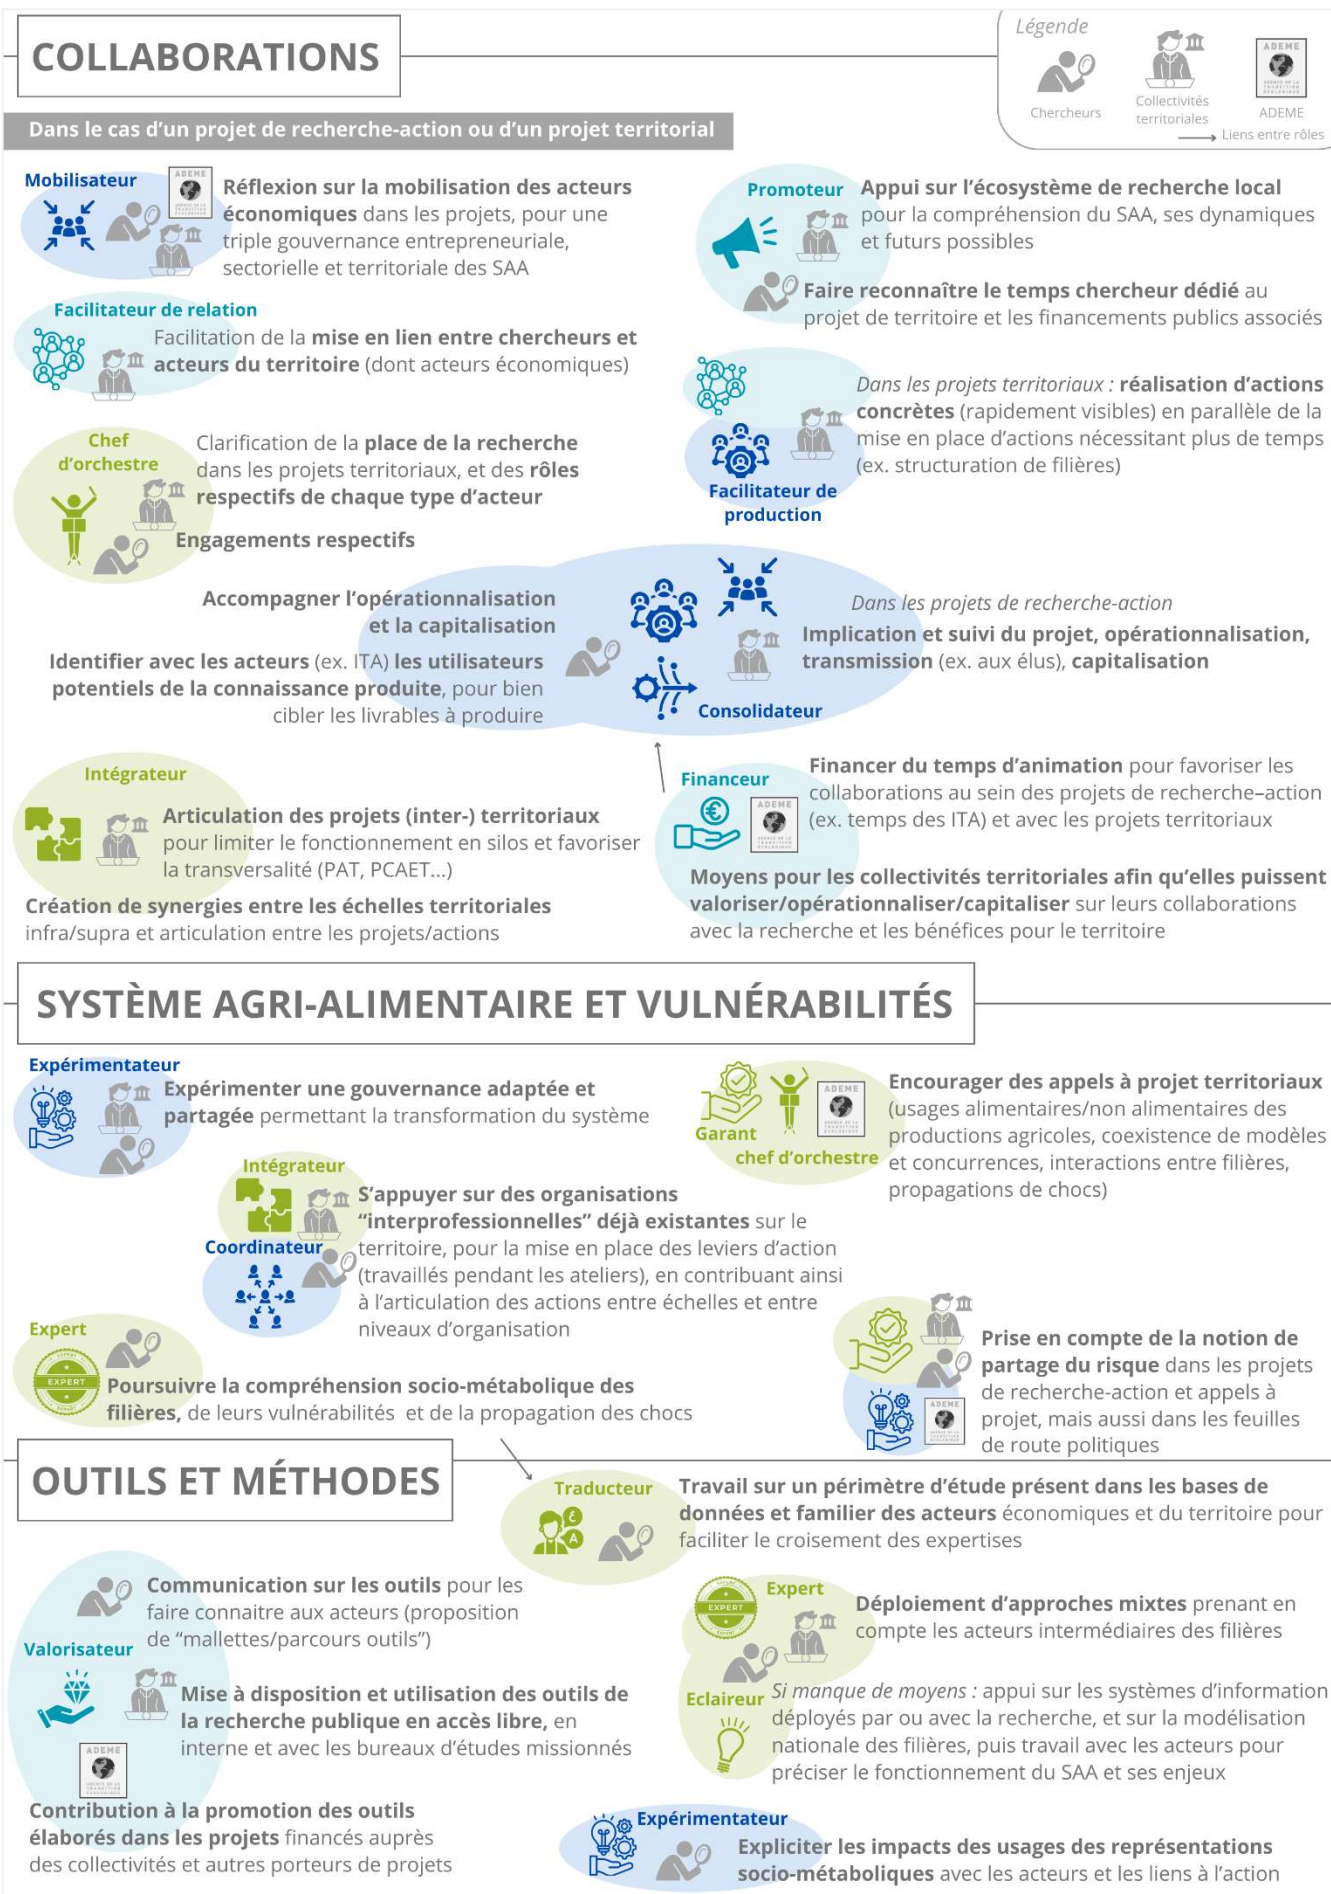 COLLABORATIONS
Légende
ADEME
Chercheurs
Collectivités
territoriales
ADEME
Liens entre rôles
Dans le cas d’un projet de recherche-action ou d’un projet territorial
Mobilisateur
ADEME
Réflexion sur la mobilisation des acteurs
économiques dans les projets, pour une
triple gouvernance entrepreneuriale,
sectorielle et territoriale des SAA
Promoteur
Appui sur l’écosystème de recherche local
pour la compréhension du SAA, ses dynamiques
et futurs possibles
Faire reconnaître le temps chercheur dédié au
projet de territoire et les financements publics associés
Facilitateur de relation
Facilitation de la mise en lien entre chercheurs et
acteurs du territoire (dont acteurs économiques)
Dans les projets territoriaux : réalisation d’actions
concrètes (rapidement visibles) en parallèle de la
mise en place d’actions nécessitant plus de temps
(ex. structuration de filières)
Facilitateur de
production
Chef
d’orchestre
Clarification de la place de la recherche
dans les projets territoriaux, et des rôles
respectifs de chaque type d’acteur
Engagements respectifs
Accompagner l’opérationnalisation
et la capitalisation
Identifier avec les acteurs (ex. ITA) les utilisateurs
potentiels de la connaissance produite, pour bien
cibler les livrables à produire
Dans les projets de recherche-action
Implication et suivi du projet, opérationnalisation,
transmission (ex. aux élus), capitalisation
Consolidateur
Intégrateur
Articulation des projets (inter-) territoriaux
pour limiter le fonctionnement en silos et favoriser
la transversalité (PAT, PCAET...)
Création de synergies entre les échelles territoriales
infra/supra et articulation entre les projets/actions
Financeur
ADEME
Financer du temps d’animation pour favoriser les
collaborations au sein des projets de recherche–action
(ex. temps des ITA) et avec les projets territoriaux
Moyens pour les collectivités territoriales afin qu’elles puissent
valoriser/opérationnaliser/capitaliser sur leurs collaborations
avec la recherche et les bénéfices pour le territoire
SYSTÈME AGRI-ALIMENTAIRE ET VULNÉRABILITÉS
Expérimentateur
Expérimenter une gouvernance adaptée et
partagée permettant la transformation du système
Garant
chef d’orchestre
ADEME
Encourager des appels à projet territoriaux
(usages alimentaires/non alimentaires des
productions agricoles, coexistence de modèles
et concurrences, interactions entre filières,
propagations de chocs)
Intégrateur
Coordinateur
S’appuyer sur des organisations
“interprofessionnelles” déjà existantes sur le
territoire, pour la mise en place des leviers d’action
(travaillés pendant les ateliers), en contribuant ainsi
à l’articulation des actions entre échelles et entre
niveaux d’organisation
Expert
EXPERT
Poursuivre la compréhension socio-métabolique des
filières, de leurs vulnérabilités et de la propagation des chocs
ADEME
Prise en compte de la notion de
partage du risque dans les projets
de recherche-action et appels à
projet, mais aussi dans les feuilles
de route politiques
OUTILS ET MÉTHODES
Traducteur
A
Travail sur un périmètre d’étude présent dans les bases de
données et familier des acteurs économiques et du territoire pour
faciliter le croisement des expertises
Communication sur les outils pour les
faire connaitre aux acteurs (proposition
de “mallettes/parcours outils”)
Valorisateur
Mise à disposition et utilisation des outils de
la recherche publique en accès libre, en
interne et avec les bureaux d’études missionnés
ADEME
Contribution à la promotion des outils
élaborés dans les projets financés auprès
des collectivités et autres porteurs de projets
EXPERT
Expert
Déploiement d’approches mixtes prenant en
compte les acteurs intermédiaires des filières
Eclaireur
Si manque de moyens : appui sur les systèmes d’information
déployés par ou avec la recherche, et sur la modélisation
nationale des filières, puis travail avec les acteurs pour
préciser le fonctionnement du SAA et ses enjeux
Expérimentateur
Expliciter les impacts des usages des représentations
socio-métaboliques avec les acteurs et les liens à l’action